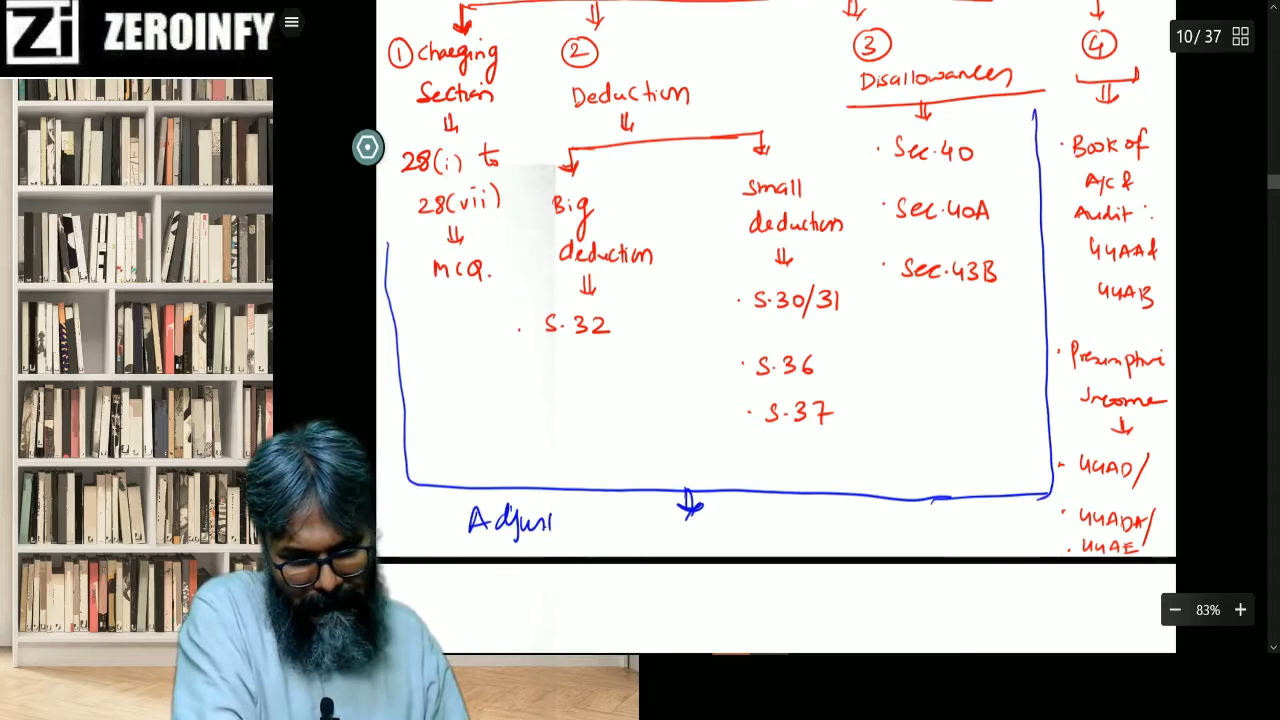 Zi ZEROINFY
10/37
① Charging
Section
28(i) to
28(vii)
MCQ.
②
Deduction
Big
deduction
· S.32
Small
deduction
· S.30/31
· S.36
· S.37
③
Disallowances
· Sec.40
· Sec.40A
· Sec.43B
④
· Book of
A/c &
Audit :
44AA &
44AB
· Presumptive
Income
· 44AD/
· 44ADA/
· 44AE
Adjus
83%